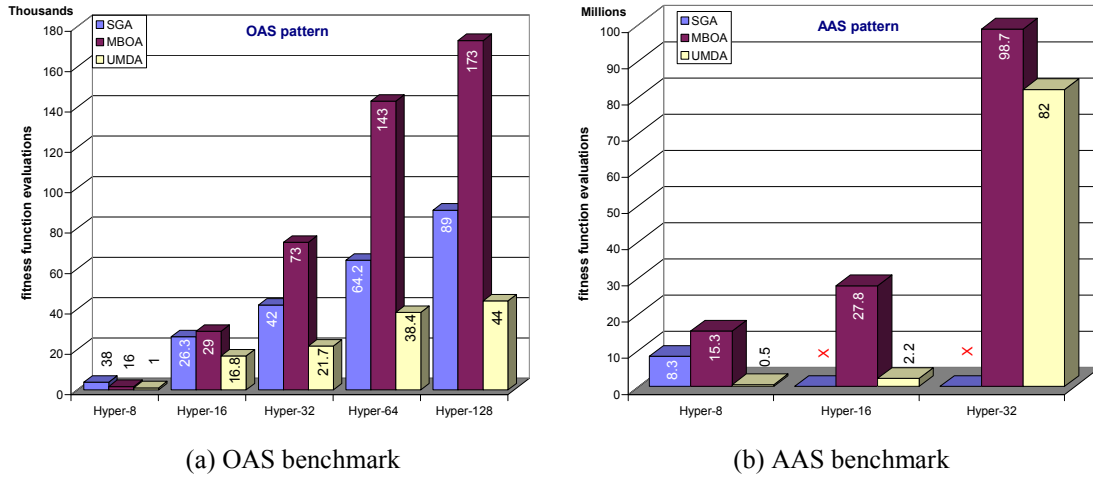 Thousands
OAS pattern
SGA
MBOA
UMDA
fitness function evaluations
180
160
140
120
100
80
60
40
20
0
38
16
1
26.3
29
16.8
42
73
21.7
64.2
143
38.4
89
173
44
Hyper-8
Hyper-16
Hyper-32
Hyper-64
Hyper-128
(a) OAS benchmark
Millions
AAS pattern
SGA
MBOA
UMDA
fitness function evaluations
100
90
80
70
60
50
40
30
20
10
0
8.3
15.3
0.5
X
27.8
2.2
X
98.7
82
Hyper-8
Hyper-16
Hyper-32
(b) AAS benchmark